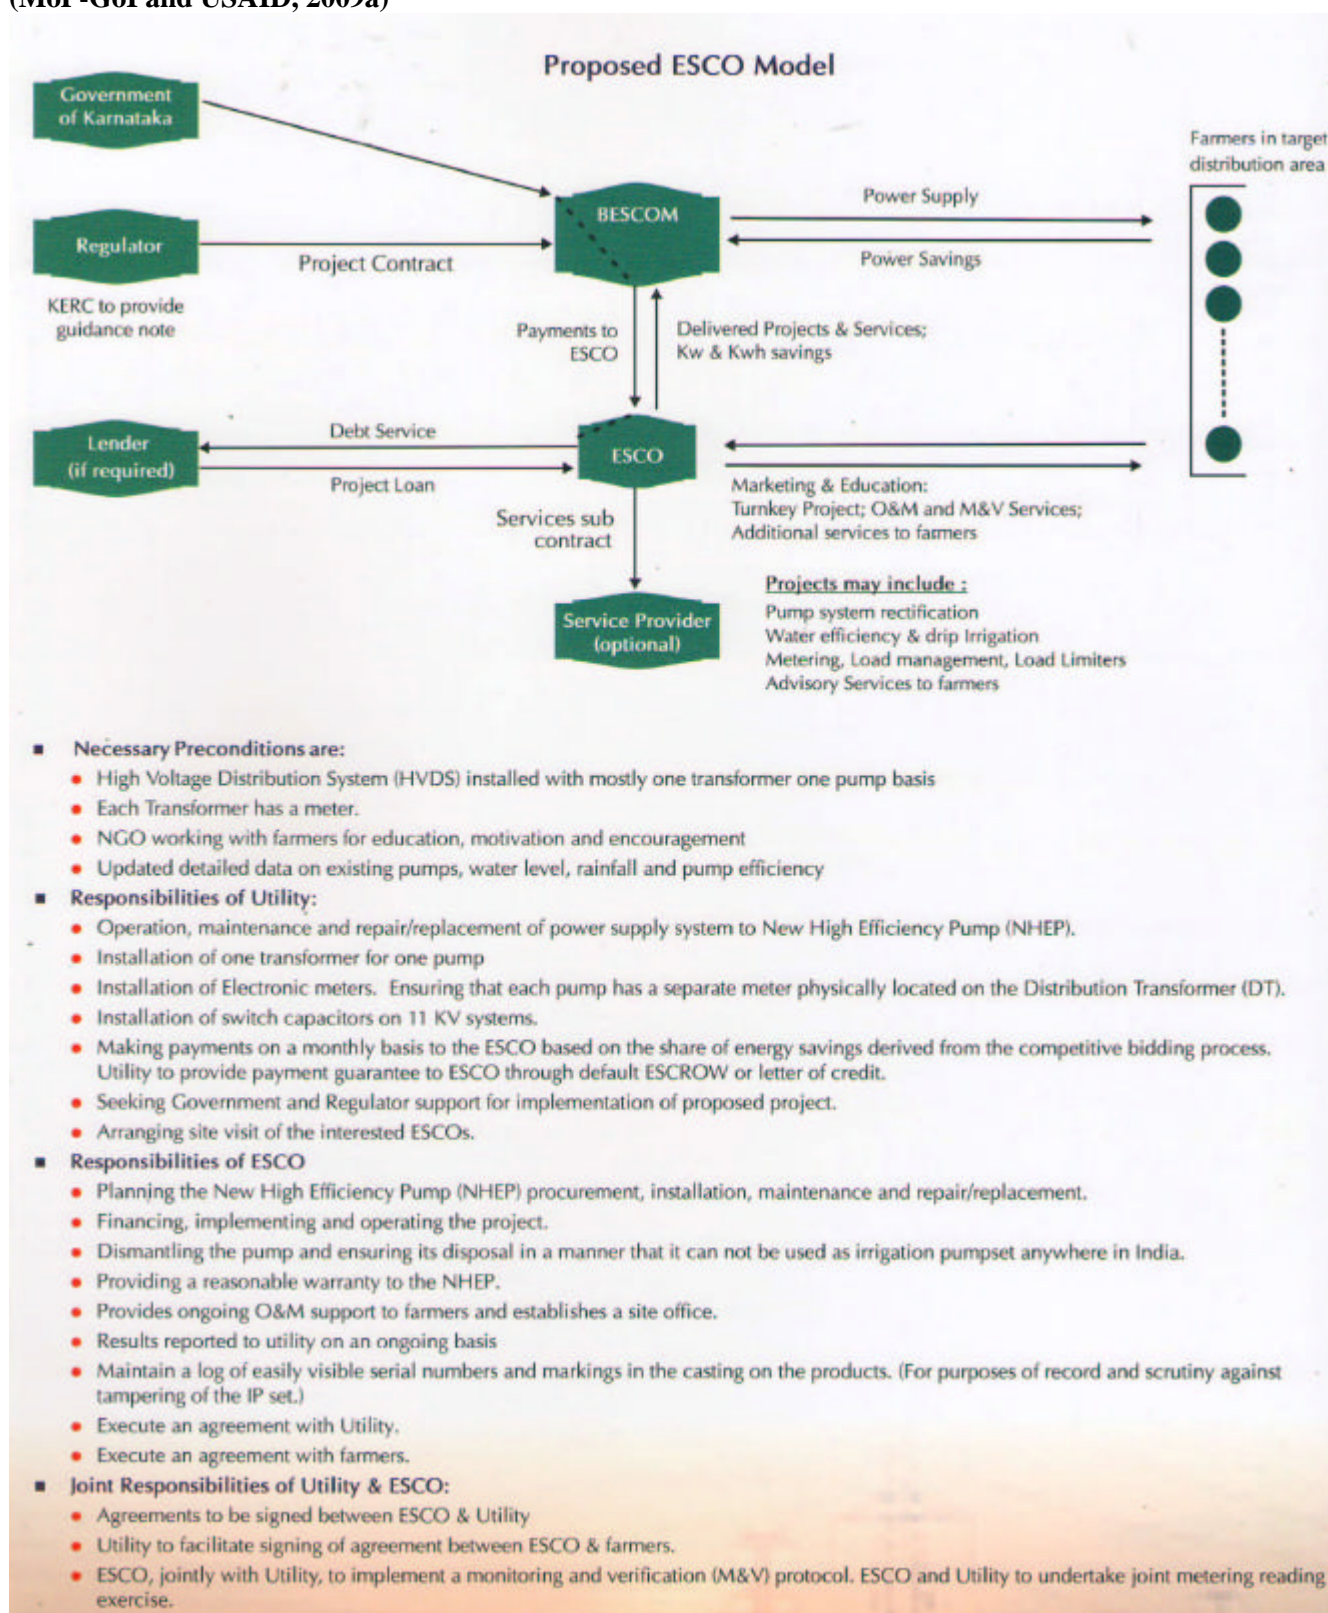 (MoP-GoI and USAID, 2009a)
Proposed ESCO Model
Government
of Karnataka
Farmers in target
distribution area
BESCOM
Power Supply
Regulator
Project Contract
Power Savings
KERC to provide
guidance note
Payments to
ESCO
Delivered Projects & Services;
Kw & Kwh savings
Lender
(if required)
Debt Service
ESCO
Project Loan
Marketing & Education:
Turnkey Project; O&M and M&V Services;
Additional services to farmers
Services sub
contract
Projects may include :
Service Provider
(optional)
Pump system rectification
Water efficiency & drip Irrigation
Metering, Load management, Load Limiters
Advisory Services to farmers
■ Necessary Preconditions are:
• High Voltage Distribution System (HVDS) installed with mostly one transformer one pump basis
• Each Transformer has a meter.
• NGO working with farmers for education, motivation and encouragement
• Updated detailed data on existing pumps, water level, rainfall and pump efficiency
■ Responsibilities of Utility:
• Operation, maintenance and repair/replacement of power supply system to New High Efficiency Pump (NHEP).
• Installation of one transformer for one pump
• Installation of Electronic meters. Ensuring that each pump has a separate meter physically located on the Distribution Transformer (DT).
• Installation of switch capacitors on 11 KV systems.
• Making payments on a monthly basis to the ESCO based on the share of energy savings derived from the competitive bidding process.
Utility to provide payment guarantee to ESCO through default ESCROW or letter of credit.
• Seeking Government and Regulator support for implementation of proposed project.
• Arranging site visit of the interested ESCOs.
■ Responsibilities of ESCO
• Planning the New High Efficiency Pump (NHEP) procurement, installation, maintenance and repair/replacement.
• Financing, implementing and operating the project.
• Dismantling the pump and ensuring its disposal in a manner that it can not be used as irrigation pumpset anywhere in India.
• Providing a reasonable warranty to the NHEP.
• Provides ongoing O&M support to farmers and establishes a site office.
• Results reported to utility on an ongoing basis
• Maintain a log of easily visible serial numbers and markings in the casting on the products. (For purposes of record and scrutiny against
tampering of the IP set.)
• Execute an agreement with Utility.
• Execute an agreement with farmers.
■ Joint Responsibilities of Utility & ESCO:
• Agreements to be signed between ESCO & Utility
• Utility to facilitate signing of agreement between ESCO & farmers.
• ESCO, jointly with Utility, to implement a monitoring and verification (M&V) protocol. ESCO and Utility to undertake joint metering reading
exercise.